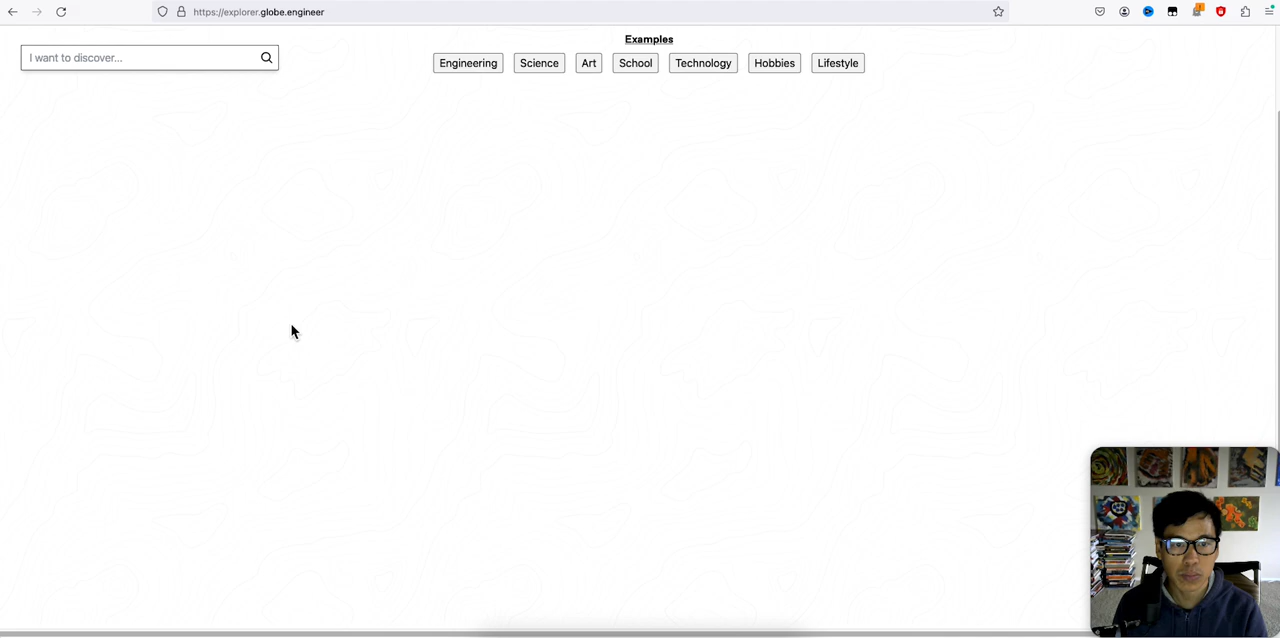 https://explorer.globe.engineer
Examples
I want to discover...
Engineering
Science
Art
School
Technology
Hobbies
Lifestyle